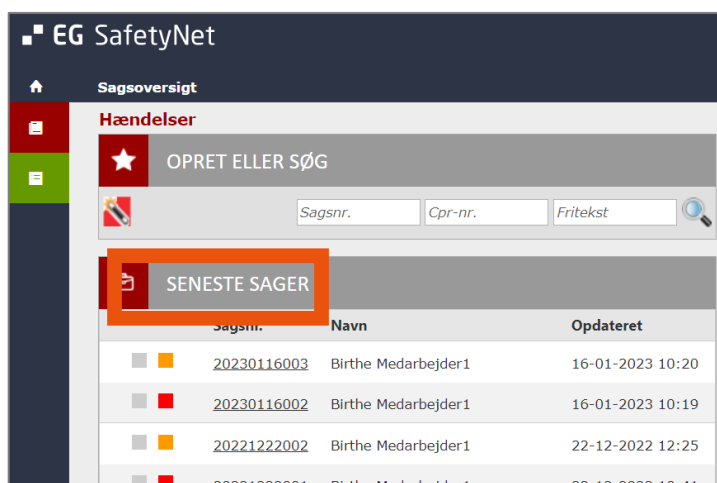 EG SafetyNet
Sagsoversigt
Hændelser
OPRET ELLER SØG
Sagsnr. Cpr-nr. Fritekst
SENESTE SAGER
Sagsnr. Navn Opdateret
20230116003 Birthe Medarbejder1 16-01-2023 10:20
20230116002 Birthe Medarbejder1 16-01-2023 10:19
20221222002 Birthe Medarbejder1 22-12-2022 12:25